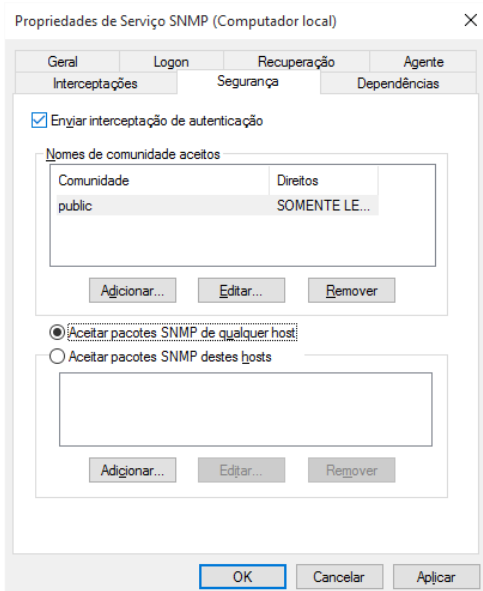 Propriedades de Serviço SNMP (Computador local)
Geral Logon Recuperação Agente
Interceptações Segurança Dependências
Enviar interceptação de autenticação
Nomes de comunidade aceitos
Comunidade Direitos
public SOMENTE LE...
Adicionar... Editar... Remover
Aceitar pacotes SNMP de qualquer host
Aceitar pacotes SNMP destes hosts
Adicionar... Editar... Remover
OK Cancelar Aplicar